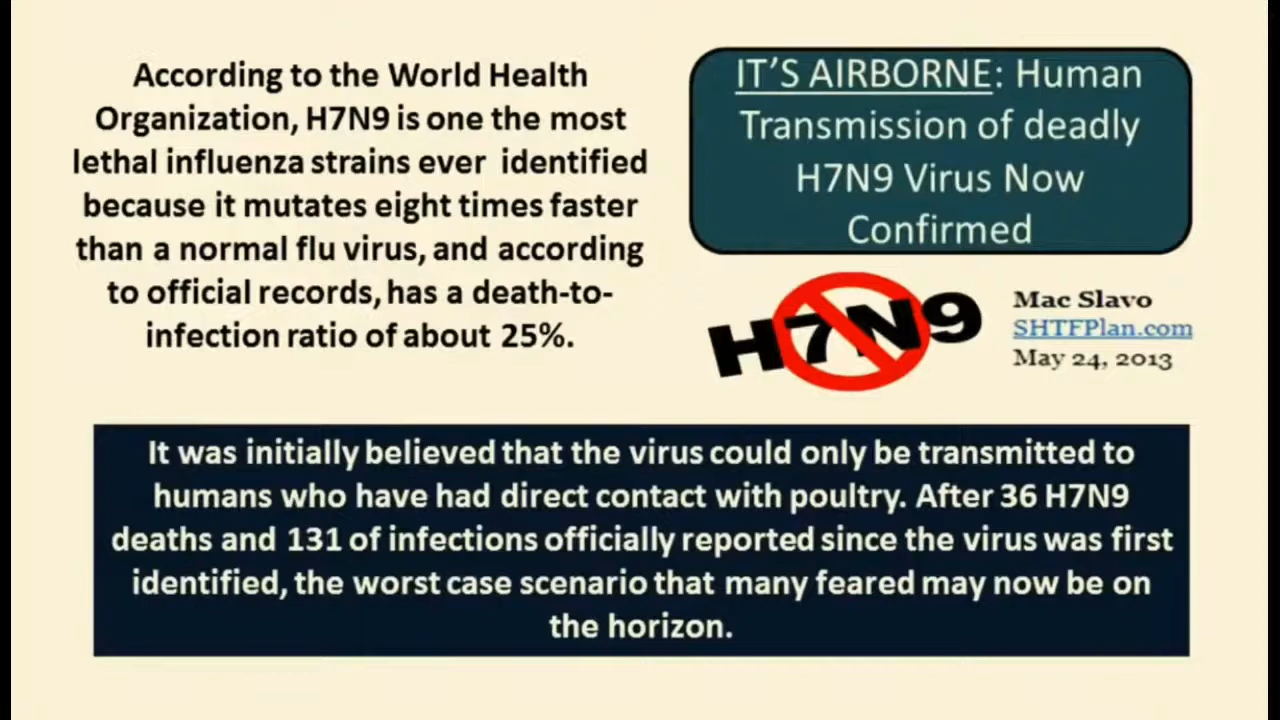 According to the World Health
Organization, H7N9 is one the most
lethal influenza strains ever identified
because it mutates eight times faster
than a normal flu virus, and according
to official records, has a death-to-
infection ratio of about 25%.
IT'S AIRBORNE: Human
Transmission of deadly
H7N9 Virus Now
Confirmed
H7N9
Mac Slavo
SHTFPlan.com
May 24, 2013
It was initially believed that the virus could only be transmitted to
humans who have had direct contact with poultry. After 36 H7N9
deaths and 131 of infections officially reported since the virus was first
identified, the worst case scenario that many feared may now be on
the horizon.